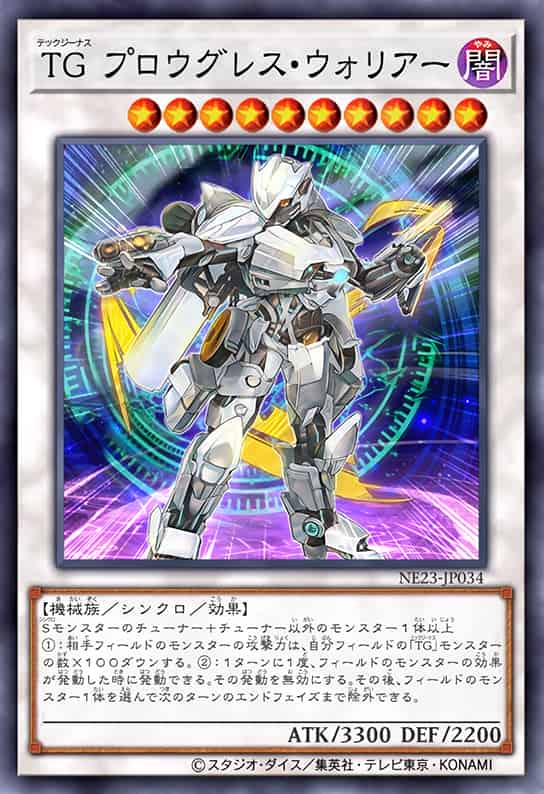 テックジーナス
TG プロウグレス・ウォリアー
やみ
闇
NE23-JP034
【機械族／シンクロ／効果】
Ｓモンスターのチューナー＋チューナー以外のモンスター１体以上
①：相手フィールドのモンスターの攻撃力は、自分フィールドの「TG」モンスター
の数×１００ダウンする。②：１ターンに１度、フィールドのモンスターの効果
が発動した時に発動できる。その発動を無効にする。その後、フィールドのモン
スター１体を選んで次のターンのエンドフェイズまで除外できる。
ATK/3300 DEF/2200
©スタジオ・ダイス／集英社・テレビ東京・KONAMI